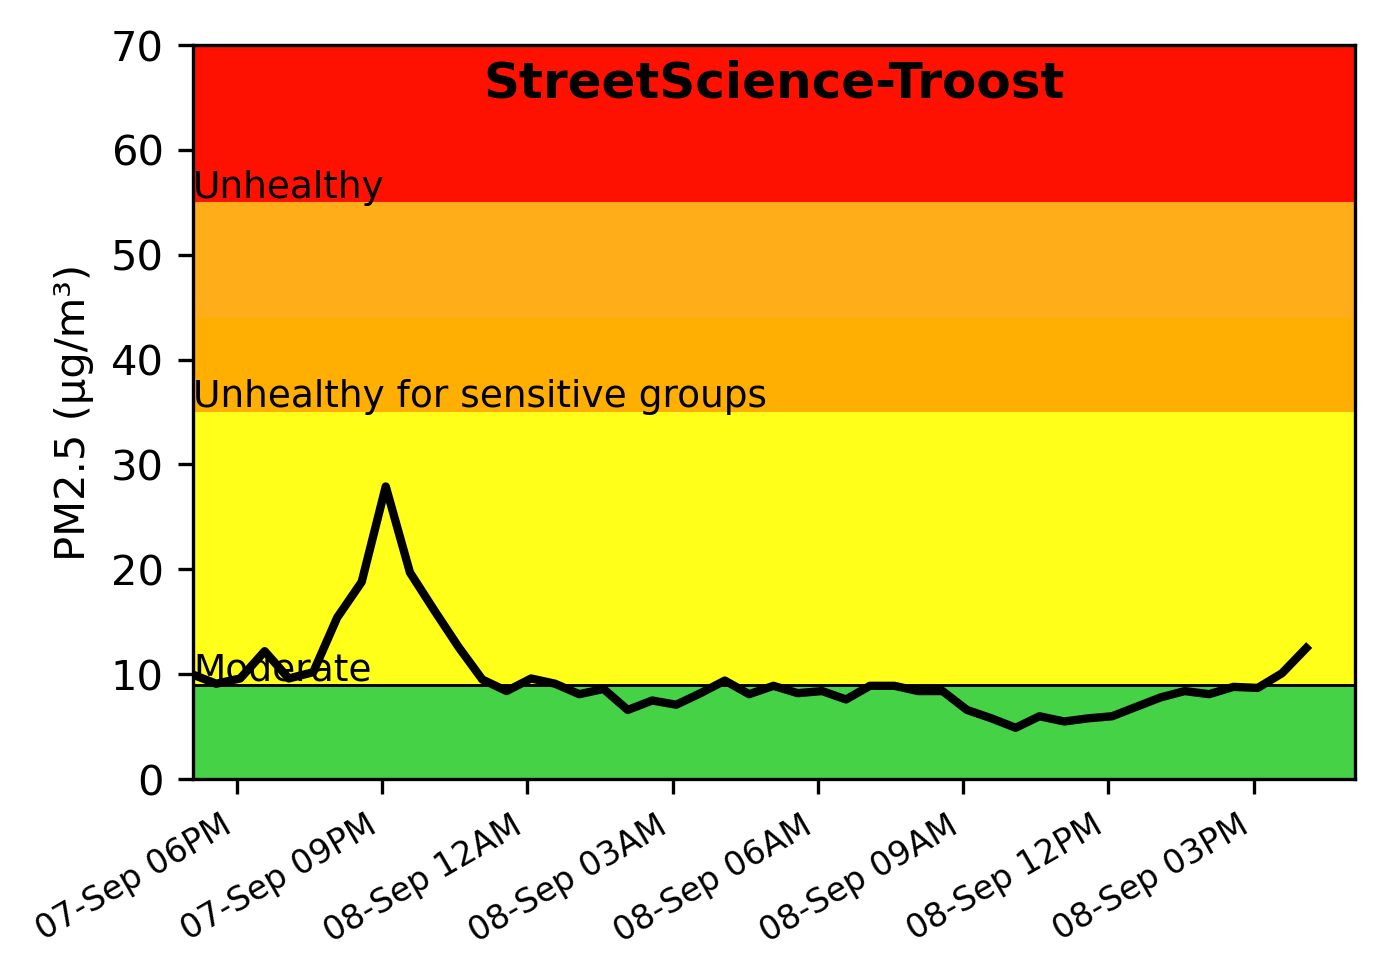 StreetScience-Troost
70
60
Unhealthy
50
40
Unhealthy for sensitive groups
30
20
Moderate
10
0
PM2.5 (µg/m³)
07-Sep 06PM
07-Sep 09PM
08-Sep 12AM
08-Sep 03AM
08-Sep 06AM
08-Sep 09AM
08-Sep 12PM
08-Sep 03PM